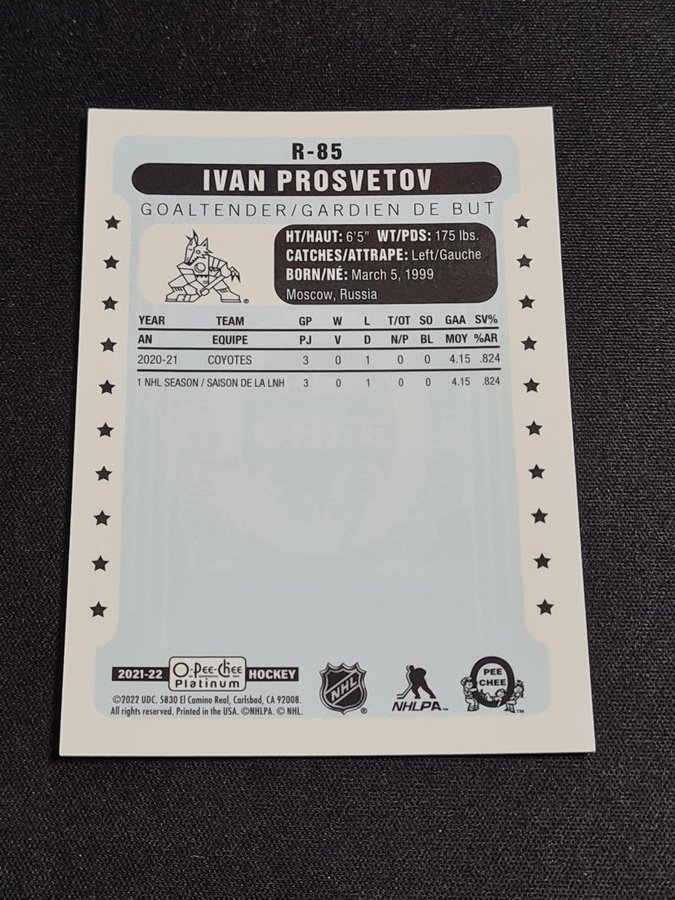 R-85
IVAN PROSVETOV
GOALTENDER/GARDIEN DE BUT
HT/HAUT: 6'5" WT/PDS: 175 lbs.
CATCHES/ATTRAPE: Left/Gauche
BORN/NÉ: March 5, 1999
Moscow, Russia
YEAR TEAM GP W L T/OT SO GAA SV%
AN EQUIPE PJ V D N/P BL MOY %AR
2020-21 COYOTES 3 0 1 0 0 4.15 .824
1 NHL SEASON / SAISON DE LA LNH 3 0 1 0 0 4.15 .824
CHEE
2021-22 O-PEE-CHEE Platinum HOCKEY
©2022 UDC. 5830 El Camino Real, Carlsbad, CA 92008.
All rights reserved. Printed in the USA. ©NHLPA. © NHL.
NHL
NHLPA™
O PEE CHEE™